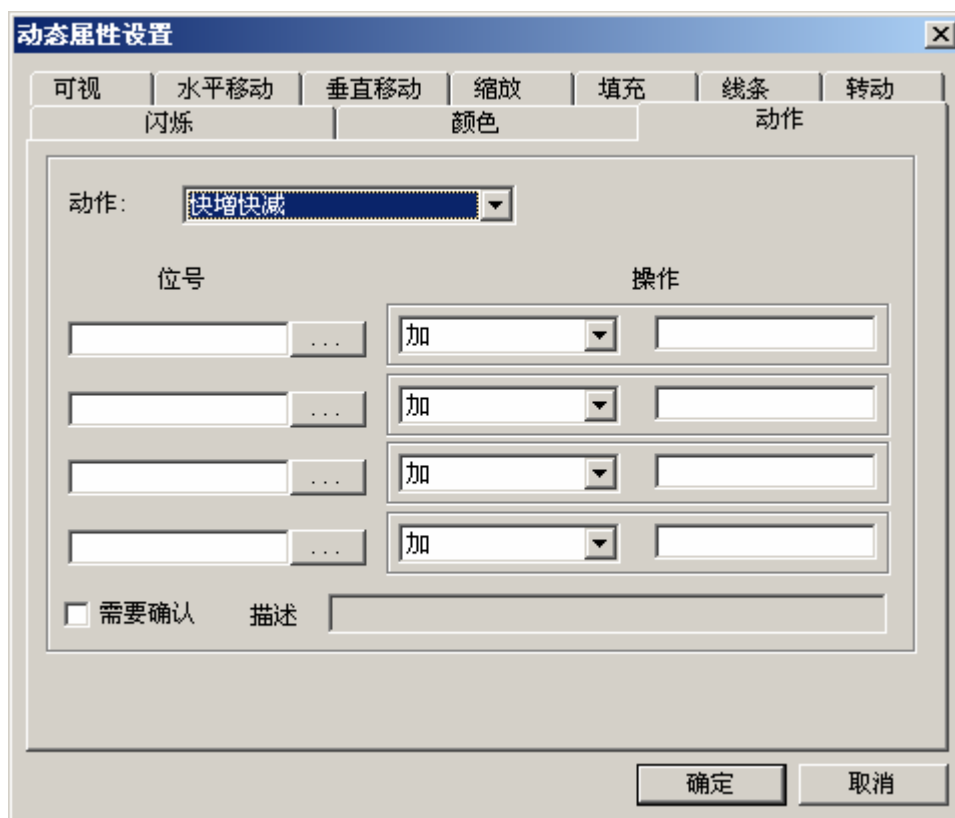 动态属性设置
可视 水平移动 垂直移动 缩放 填充 线条 转动
闪烁 颜色 动作
动作: 快增快减
位号 操作
... 加
... 加
... 加
... 加
需要确认 描述
确定 取消